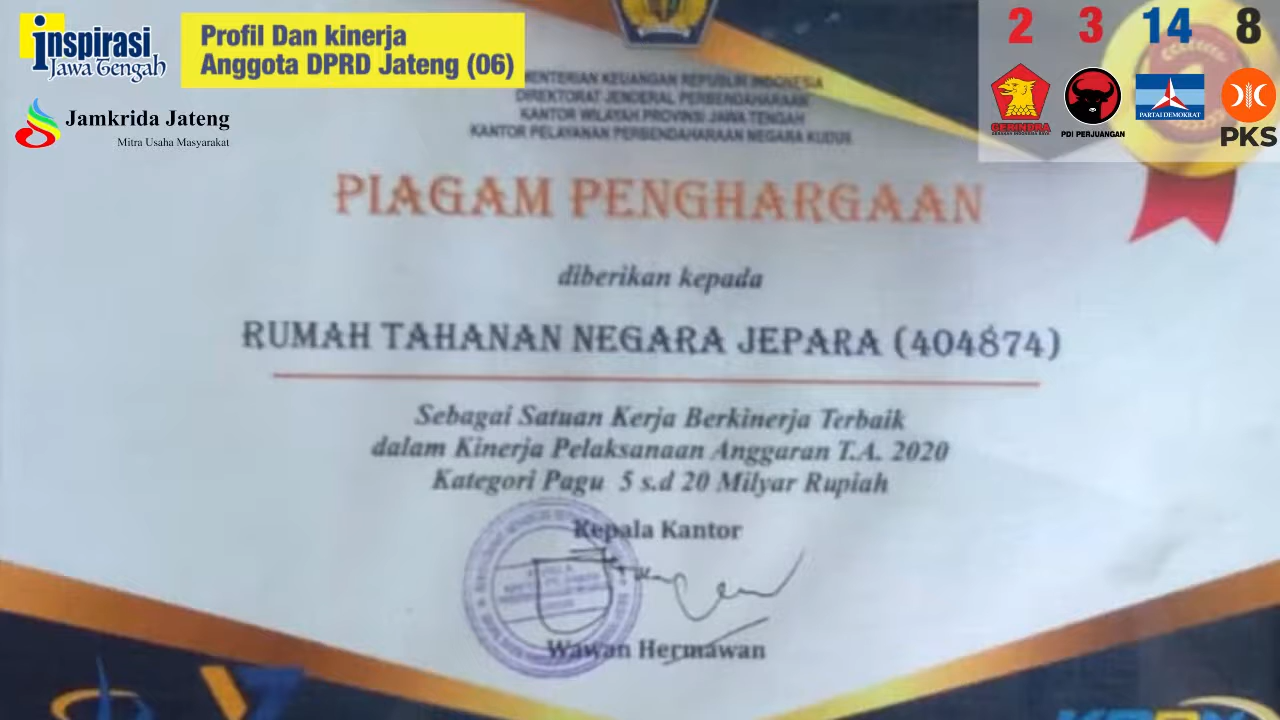 inspirasi
Jawa Tengah
Profil Dan kinerja
Anggota DPRD Jateng (06)
Jamkrida Jateng
Mitra Usaha Masyarakat
2 3 14 8
GERINDRA
PDI PERJUANGAN
PARTAI DEMOKRAT
PKS
MENTERIAN KEUANGAN REPUBLIK INDONESIA
DIREKTORAT JENDERAL PERBENDAHARAAN
KANTOR WILAYAH PROVINSI JAWA TENGAH
KANTOR PELAYANAN PERBENDAHARAAN NEGARA KUDUS
PIAGAM PENGHARGAAN
diberikan kepada
RUMAH TAHANAN NEGARA JEPARA (404874)
Sebagai Satuan Kerja Berkinerja Terbaik
dalam Kinerja Pelaksanaan Anggaran T.A. 2020
Kategori Pagu 5 s.d 20 Milyar Rupiah
Kepala Kantor
Wawan Hermawan